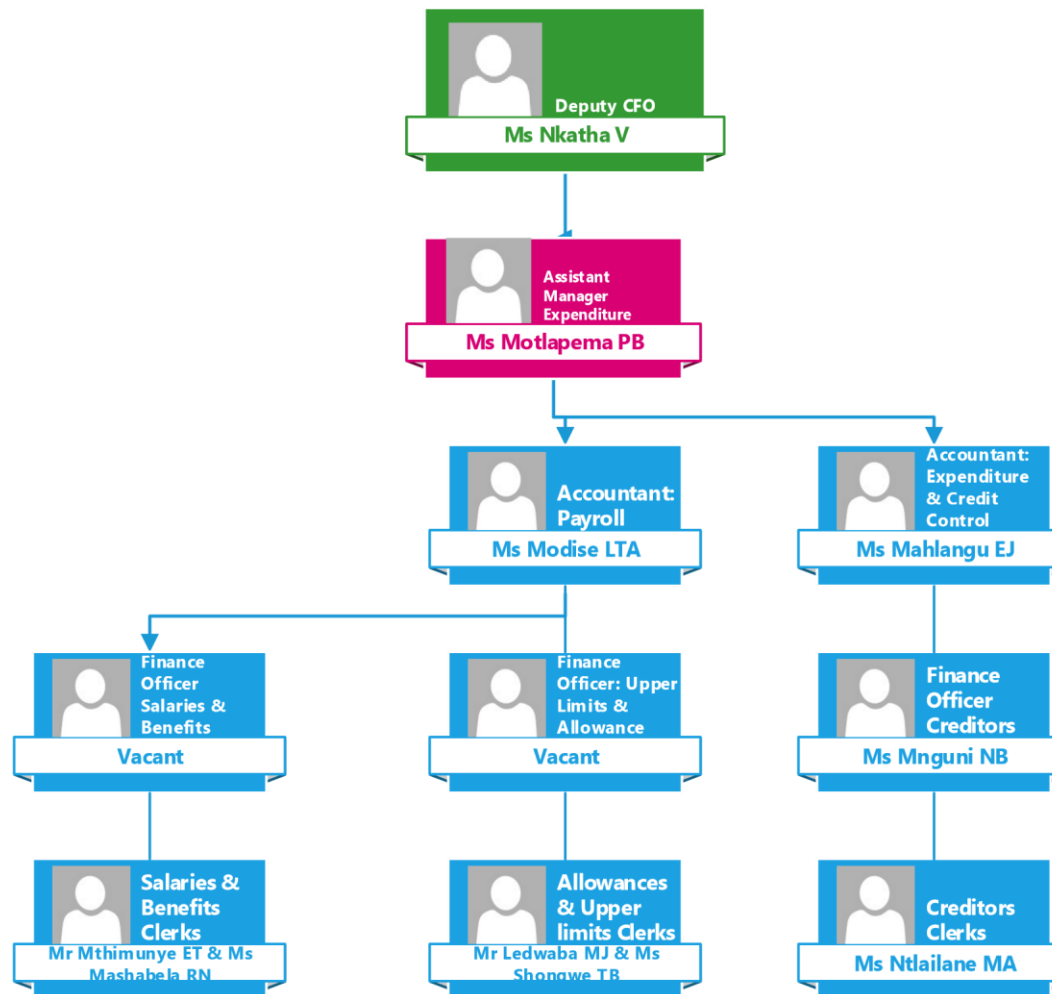 Deputy CFO
Ms Nkatha V
Assistant
Manager
Expenditure
Ms Motlapema PB
Accountant:
Payroll
Ms Modise LTA
Accountant:
Expenditure
& Credit
Control
Ms Mahlangu EJ
Finance
Officer
Salaries &
Benefits
Vacant
Finance
Officer: Upper
Limits &
Allowance
Vacant
Finance
Officer
Creditors
Ms Mnguni NB
Salaries &
Benefits
Clerks
Mr Mthimunye ET & Ms
Mashabela RN
Allowances
& Upper
limits Clerks
Mr Ledwaba MJ & Ms
Shongwe TB
Creditors
Clerks
Ms Ntlailane MA